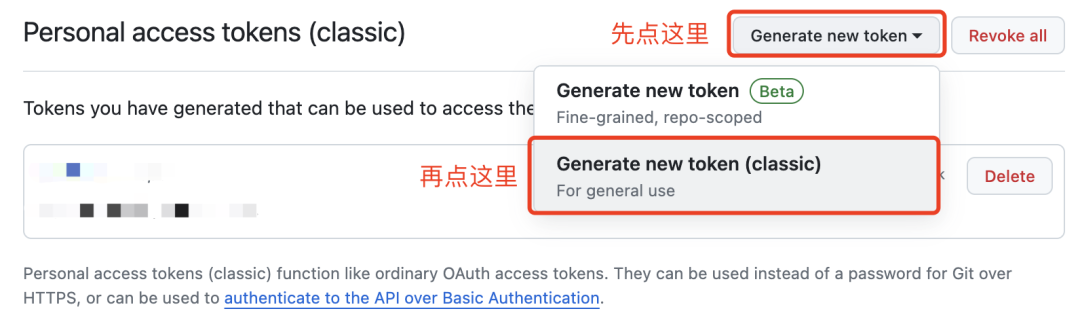 Personal access tokens (classic)
先点这里
Generate new token
Revoke all
Generate new token Beta
Fine-grained, repo-scoped
Tokens you have generated that can be used to access the
再点这里
Generate new token (classic)
For general use
Delete
Personal access tokens (classic) function like ordinary OAuth access tokens. They can be used instead of a password for Git over
HTTPS, or can be used to authenticate to the API over Basic Authentication.